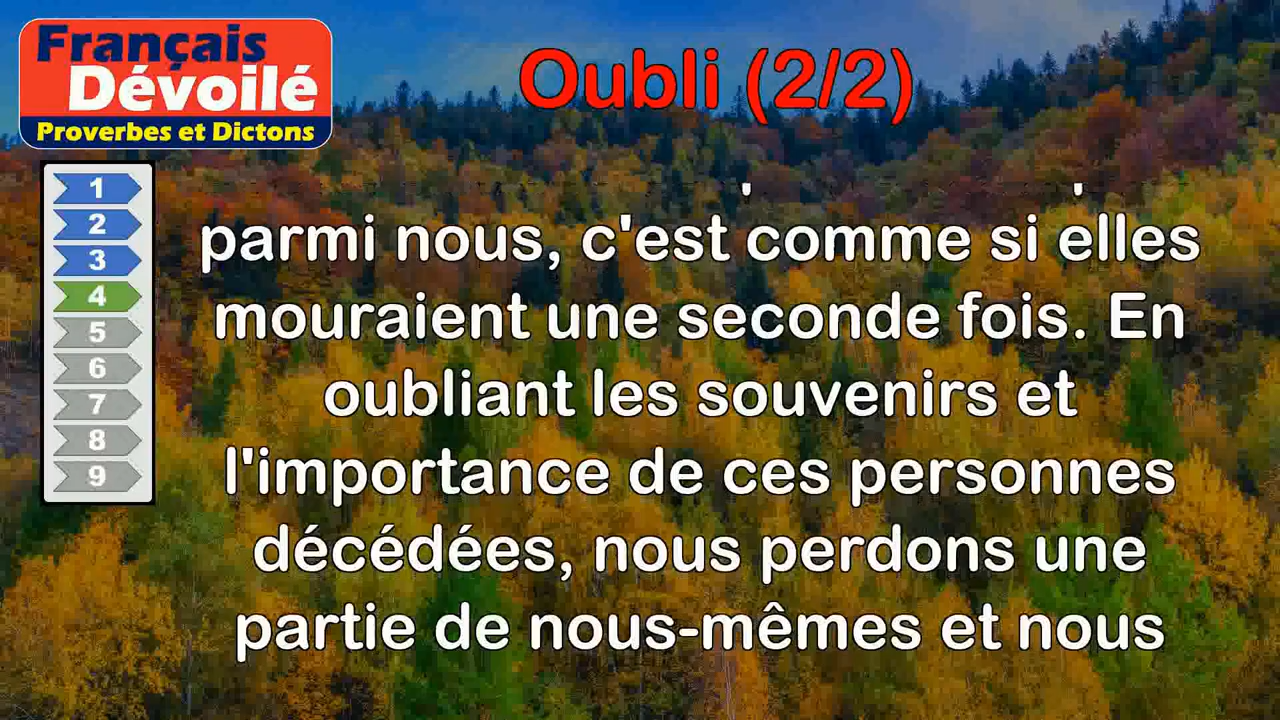 Français
Dévoilé
Proverbes et Dictons
Oubli (2/2)
1
2
3
4
5
6
7
8
9
parmi nous, c'est comme si elles
mouraient une seconde fois. En
oubliant les souvenirs et
l'importance de ces personnes
décédées, nous perdons une
partie de nous-mêmes et nous